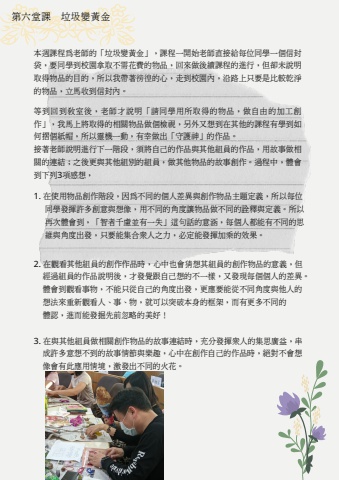 第六堂課　垃圾變黃金
本週課程為老師的「垃圾變黃金」，課程一開始老師直接給每位同學一個信封
袋，要同學到校園拿取不需花費的物品，回來做後續課程的進行，但卻未說明
取得物品的目的，所以我帶著徬徨的心，走到校園內，沿路上只要是比較乾淨
的物品，立馬收到信封內。
等到回到教室後，老師才說明「請同學用所取得的物品，做自由的加工創
作」，我馬上將取得的相關物品做個檢視，另外又想到在其他的課程有學到如
何摺個紙帽，所以靈機一動，有幸做出「守護神」的作品。
接著老師說明進行下一階段，須將自己的作品與其他組員的作品，用故事做相
關的連結；之後更與其他組別的組員，做其他物品的故事創作。過程中，體會
到下列3項感想，
1. 在使用物品創作階段，因為不同的個人差異與創作物品主題定義，所以每位
同學發揮許多創意與想像，用不同的角度讓物品做不同的詮釋與定義。所以
再次體會到，「智者千慮並有一失」這句話的意涵，每個人都能有不同的思
維與角度出發，只要能集合衆人之力，必定能發揮加乘的效果。
2. 在觀看其他組員的創作作品時，心中也會猜想其組員的創作物品的意義，但
經過組員的作品說明後，才發覺跟自己想的不一樣，又發現每個個人的差異。
體會到觀看事物，不能只從自己的角度出發，更應要能從不同角度與他人的
想法來重新觀看人、事、物，就可以突破本身的框架，而有更多不同的
體認，進而能發掘先前忽略的美好！
3. 在與其他組員做相關創作物品的故事連結時，充分發揮衆人的集思廣益，串
成許多意想不到的故事情節與樂趣，心中在創作自己的作品時，絕對不會想
像會有此應用情境，激發出不同的火花。